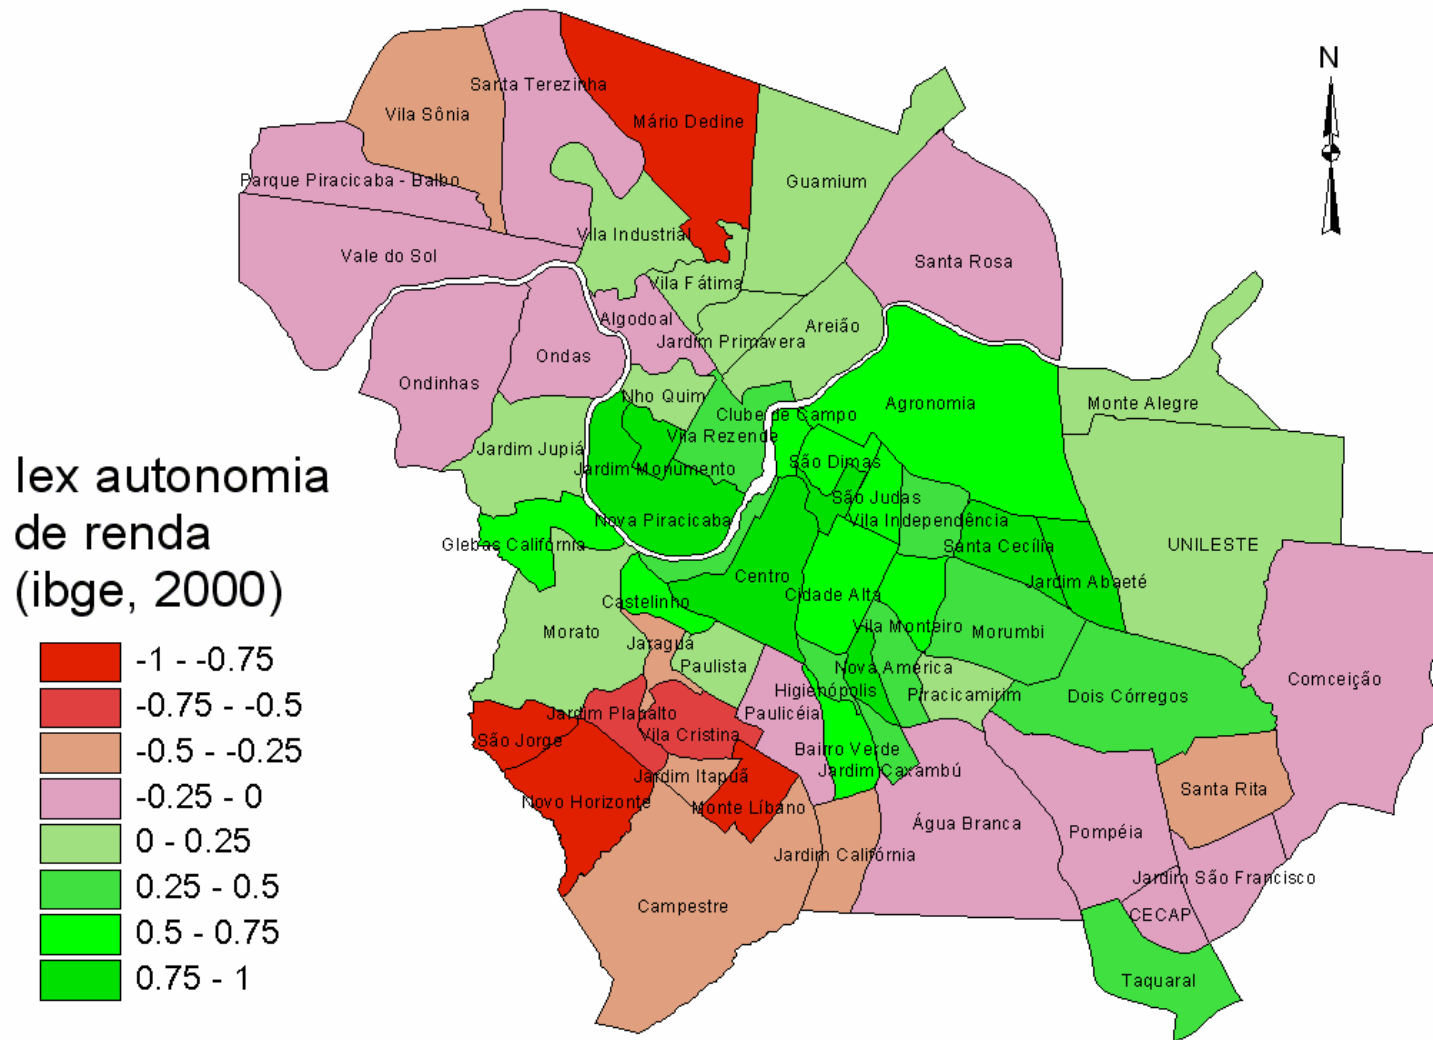 N
Santa Terezinha
Vila Sônia
Mário Dedine
Parque Piracicaba - Balbo
Guamium
Vila Industrial
Vale do Sol
Santa Rosa
Vila Fátima
Algodoal
Areião
Jardim Primavera
Ondas
Ondinhas
Nho Quim
Agronomia
Monte Alegre
Clube de Campo
Vila Rezende
Jardim Jupiá
Jardim Monumento
São Dimas
São Judas
Nova Piracicaba
Vila Independência
Glebas Califórnia
Santa Cecília
UNILESTE
Centro
Jardim Abaeté
Cidade Alta
Castelinho
Morato
Jaraguá
Vila Monteiro
Morumbi
Paulista
Nova América
Higienópolis
Piracicamirim
Dois Córregos
Comceição
Jardim Planalto
Paulicéia
São Jorge
Vila Cristina
Bairro Verde
Jardim Caxambú
Jardim Itapuã
Santa Rita
Novo Horizonte
Monte Líbano
Água Branca
Pompéia
Jardim Califórnia
Jardim São Francisco
Campestre
CECAP
Taquaral
Iex autonomia
de renda
(ibge, 2000)
-1 - -0.75
-0.75 - -0.5
-0.5 - -0.25
-0.25 - 0
0 - 0.25
0.25 - 0.5
0.5 - 0.75
0.75 - 1